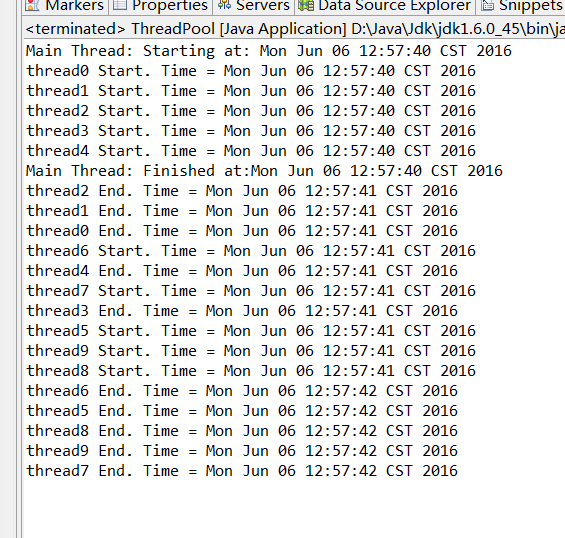 Markers Properties Servers Data Source Explorer Snippets
<terminated> ThreadPool [Java Application] D:\Java\Jdk\jdk1.6.0_45\bin\ja
Main Thread: Starting at: Mon Jun 06 12:57:40 CST 2016
thread0 Start. Time = Mon Jun 06 12:57:40 CST 2016
thread1 Start. Time = Mon Jun 06 12:57:40 CST 2016
thread2 Start. Time = Mon Jun 06 12:57:40 CST 2016
thread3 Start. Time = Mon Jun 06 12:57:40 CST 2016
thread4 Start. Time = Mon Jun 06 12:57:40 CST 2016
Main Thread: Finished at:Mon Jun 06 12:57:40 CST 2016
thread2 End. Time = Mon Jun 06 12:57:41 CST 2016
thread1 End. Time = Mon Jun 06 12:57:41 CST 2016
thread0 End. Time = Mon Jun 06 12:57:41 CST 2016
thread6 Start. Time = Mon Jun 06 12:57:41 CST 2016
thread4 End. Time = Mon Jun 06 12:57:41 CST 2016
thread7 Start. Time = Mon Jun 06 12:57:41 CST 2016
thread3 End. Time = Mon Jun 06 12:57:41 CST 2016
thread5 Start. Time = Mon Jun 06 12:57:41 CST 2016
thread9 Start. Time = Mon Jun 06 12:57:41 CST 2016
thread8 Start. Time = Mon Jun 06 12:57:41 CST 2016
thread6 End. Time = Mon Jun 06 12:57:42 CST 2016
thread5 End. Time = Mon Jun 06 12:57:42 CST 2016
thread8 End. Time = Mon Jun 06 12:57:42 CST 2016
thread9 End. Time = Mon Jun 06 12:57:42 CST 2016
thread7 End. Time = Mon Jun 06 12:57:42 CST 2016